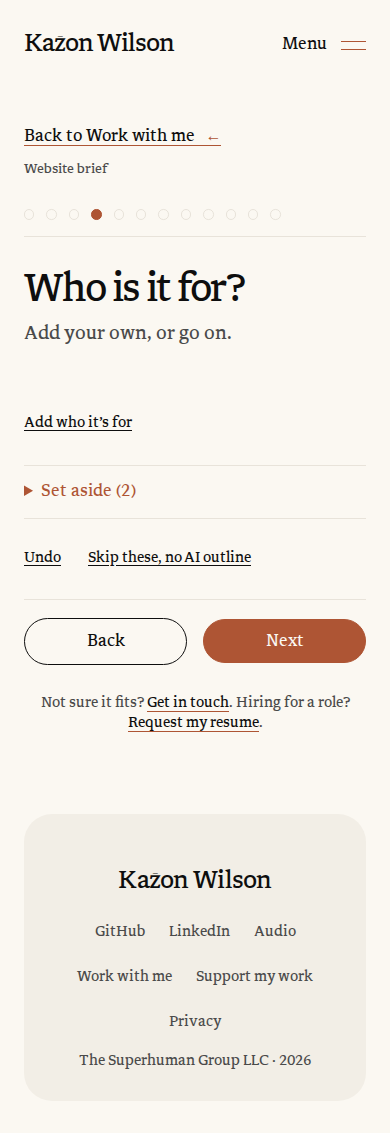 Kažon Wilson
Menu
Back to Work with me ←
Website brief
Who is it for?
Add your own, or go on.
Add who it’s for
▶ Set aside (2)
Undo
Skip these, no AI outline
Back
Next
Not sure it fits? Get in touch. Hiring for a role?
Request my resume.
Kažon Wilson
GitHub LinkedIn Audio
Work with me Support my work
Privacy
The Superhuman Group LLC · 2026